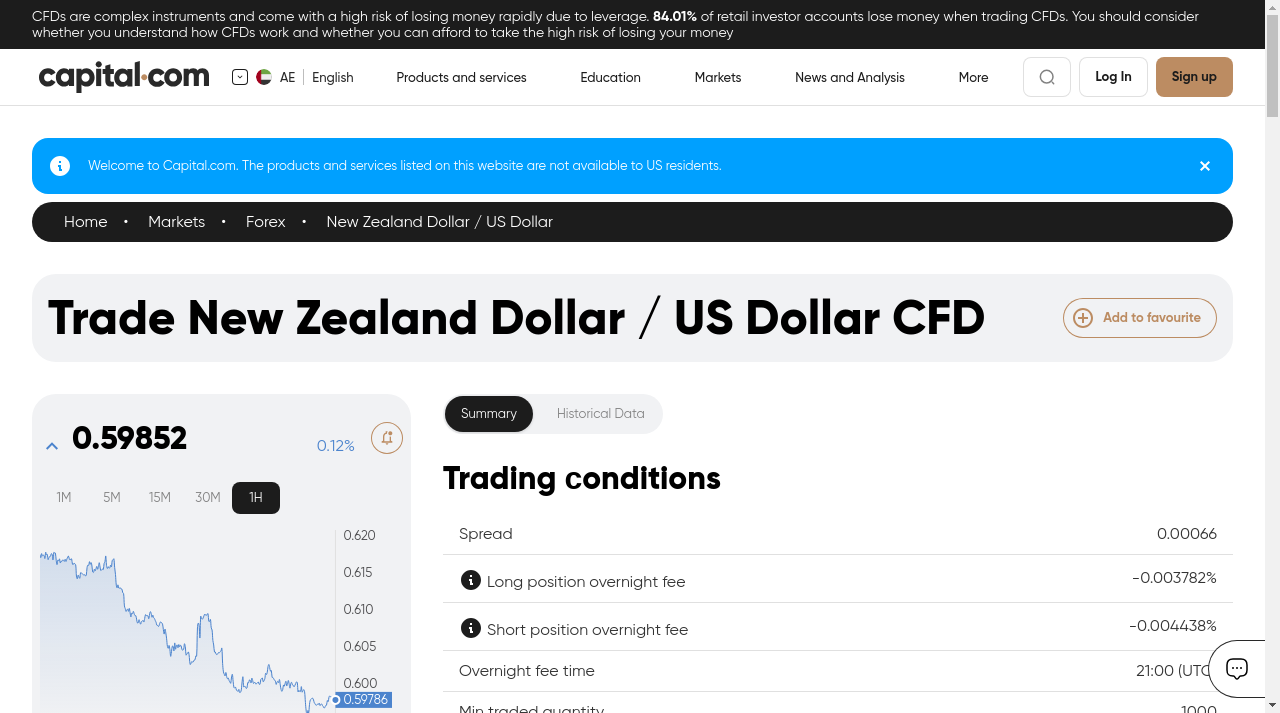 CFDs are complex instruments and come with a high risk of losing money rapidly due to leverage. 84.01% of retail investor accounts lose money when trading CFDs. You should consider
whether you understand how CFDs work and whether you can afford to take the high risk of losing your money
capital.com
AE
English
Products and services
Education
Markets
News and Analysis
More
Log In
Sign up
Welcome to Capital.com. The products and services listed on this website are not available to US residents.
Home • Markets • Forex • New Zealand Dollar / US Dollar
Trade New Zealand Dollar / US Dollar CFD
Add to favourite
0.59852
0.12%
1M 5M 15M 30M 1H
0.620
0.615
0.610
0.605
0.600
0.59786
Summary
Historical Data
Trading conditions
Spread 0.00066
Long position overnight fee -0.003782%
Short position overnight fee -0.004438%
Overnight fee time 21:00 (UTC
Min traded quantity 1000